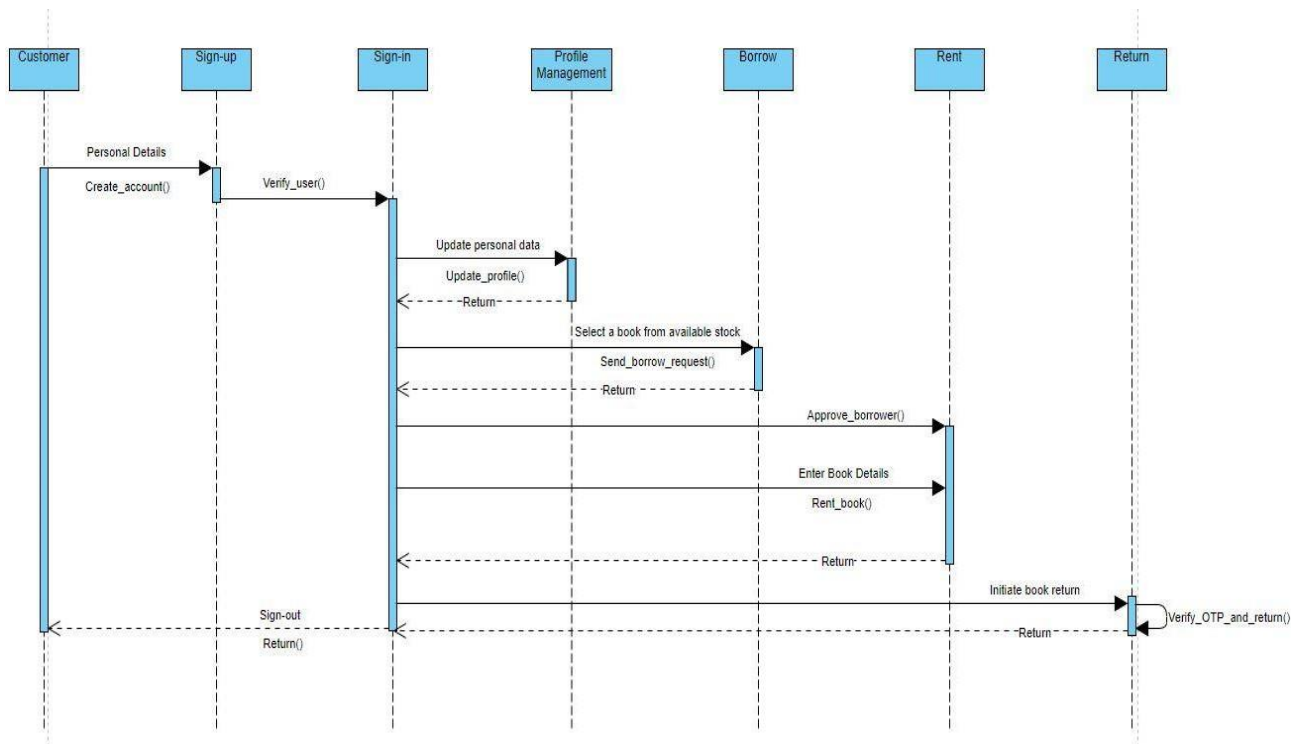 Customer
Sign-up
Sign-in
Profile
Management
Borrow
Rent
Return
Personal Details
Create_account()
Verify_user()
Update personal data
Update_profile()
Return
Select a book from available stock
Send_borrow_request()
Return
Approve_borrower()
Enter Book Details
Rent_book()
Return
Initiate book return
Verify_OTP_and_return()
Return
Sign-out
Return()